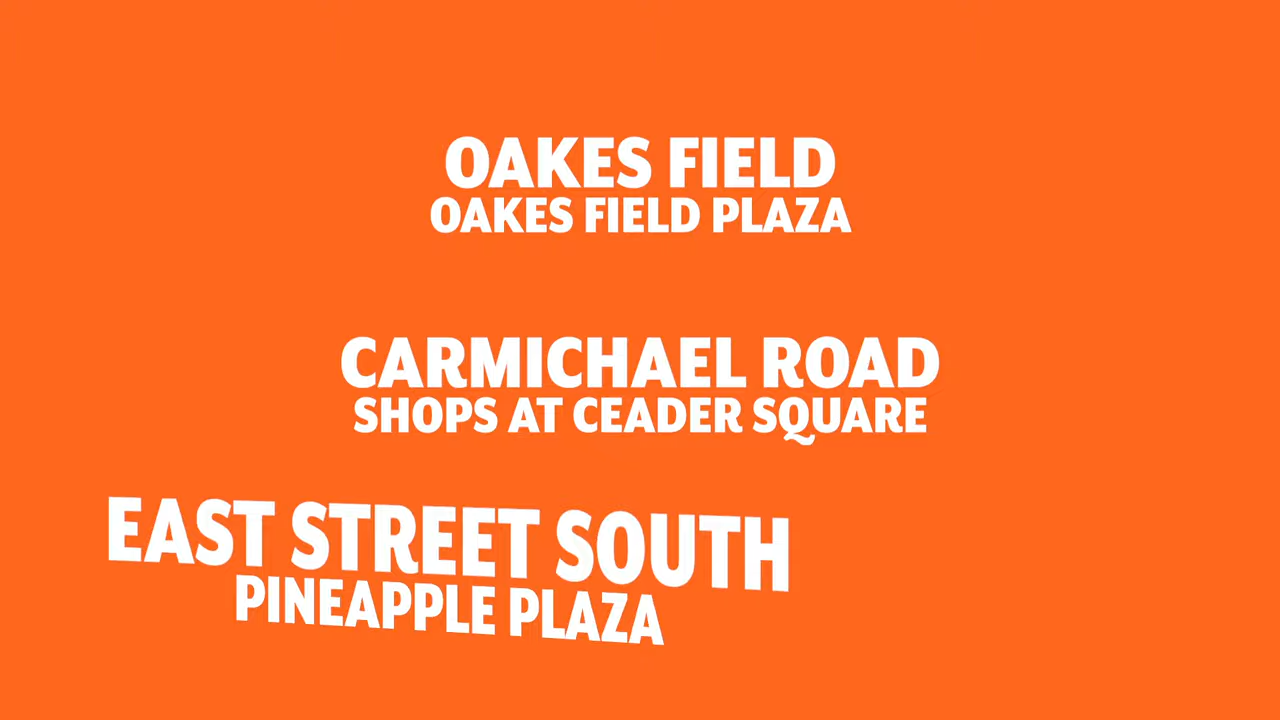 OAKES FIELD
OAKES FIELD PLAZA
CARMICHAEL ROAD
SHOPS AT CEADER SQUARE
EAST STREET SOUTH
PINEAPPLE PLAZA